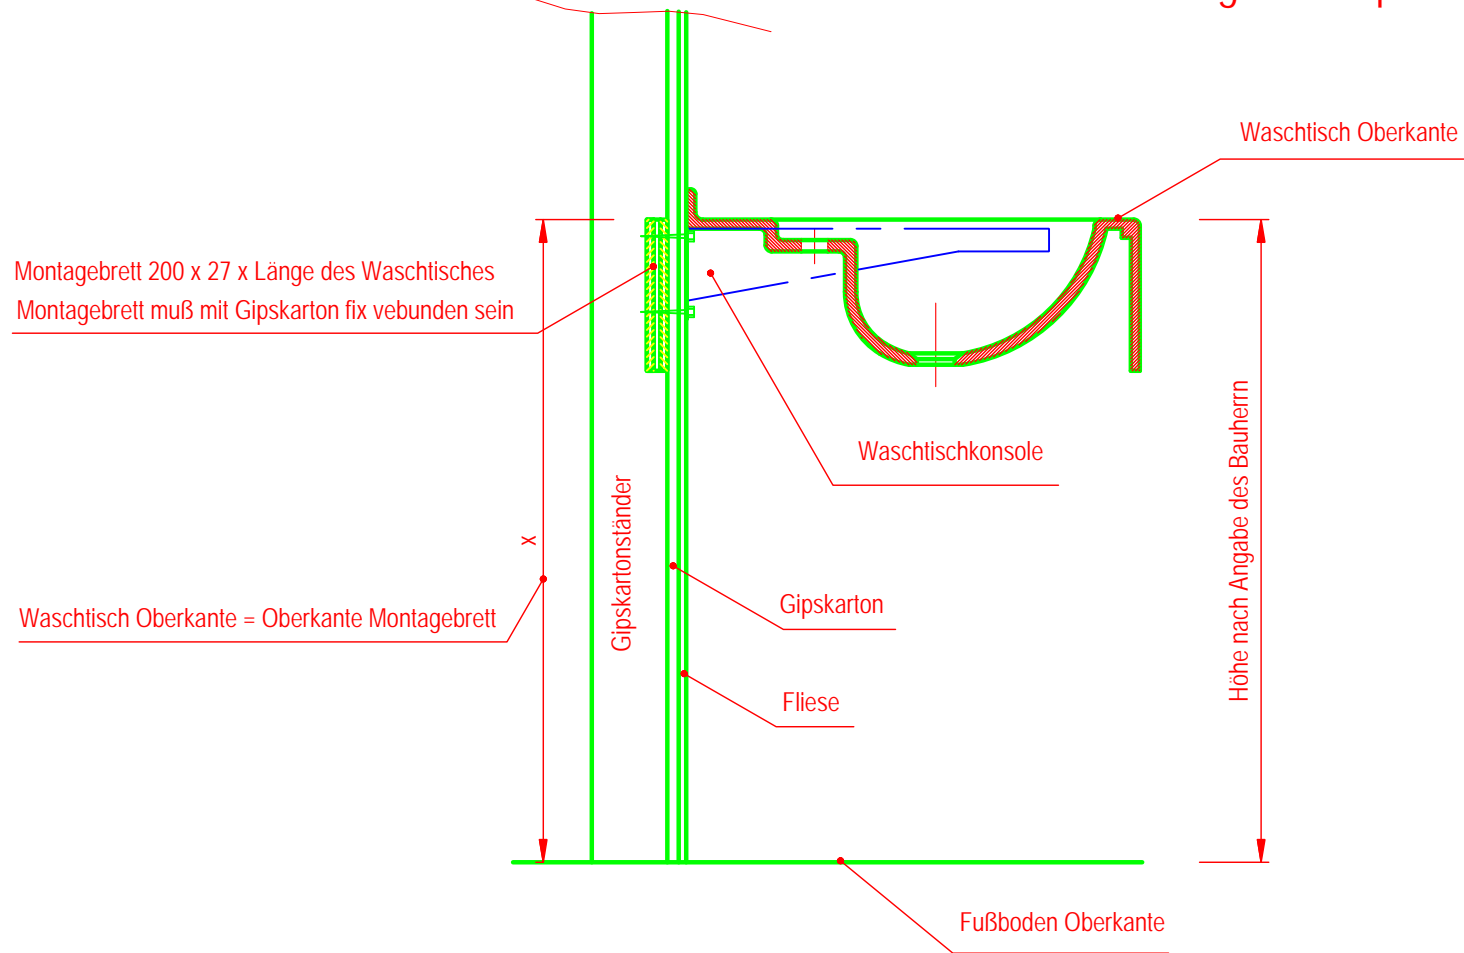 Waschtisch Oberkante
Montagebrett 200 x 27 x Länge des Waschtisches
Montagebrett muß mit Gipskarton fix vebunden sein
Waschtischkonsole
Höhe nach Angabe des Bauherrn
Gipskartonständer
x
Gipskarton
Waschtisch Oberkante = Oberkante Montagebrett
Fliese
Fußboden Oberkante